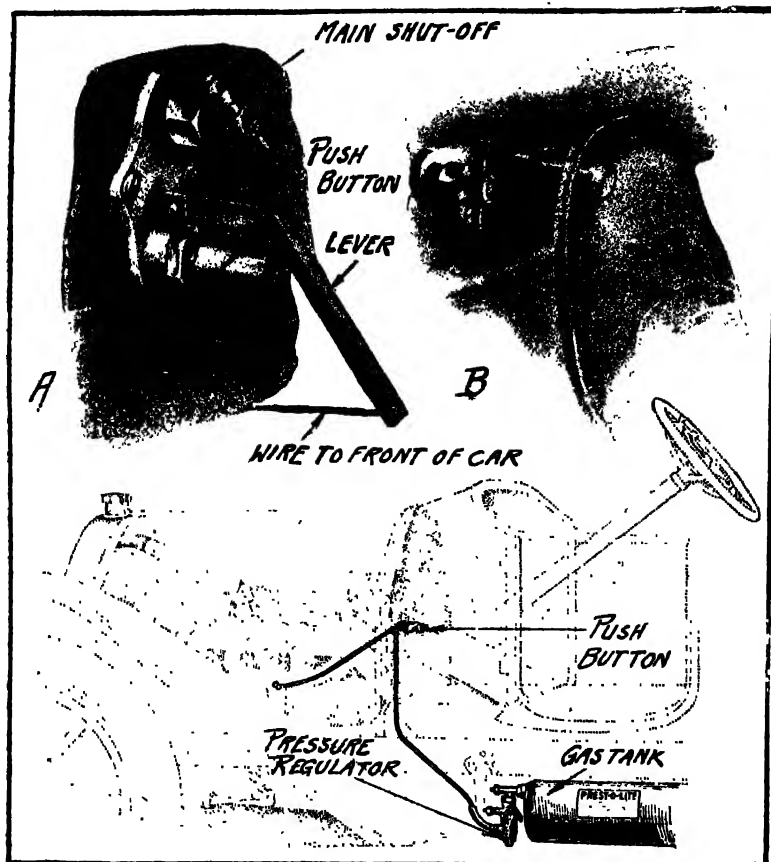 MAIN SHUT-OFF
PUSH
BUTTON
LEVER
A
B
WIRE TO FRONT OF CAR
PUSH
BUTTON
PRESSURE
REGULATOR
GAS TANK
PREST-O-LITE